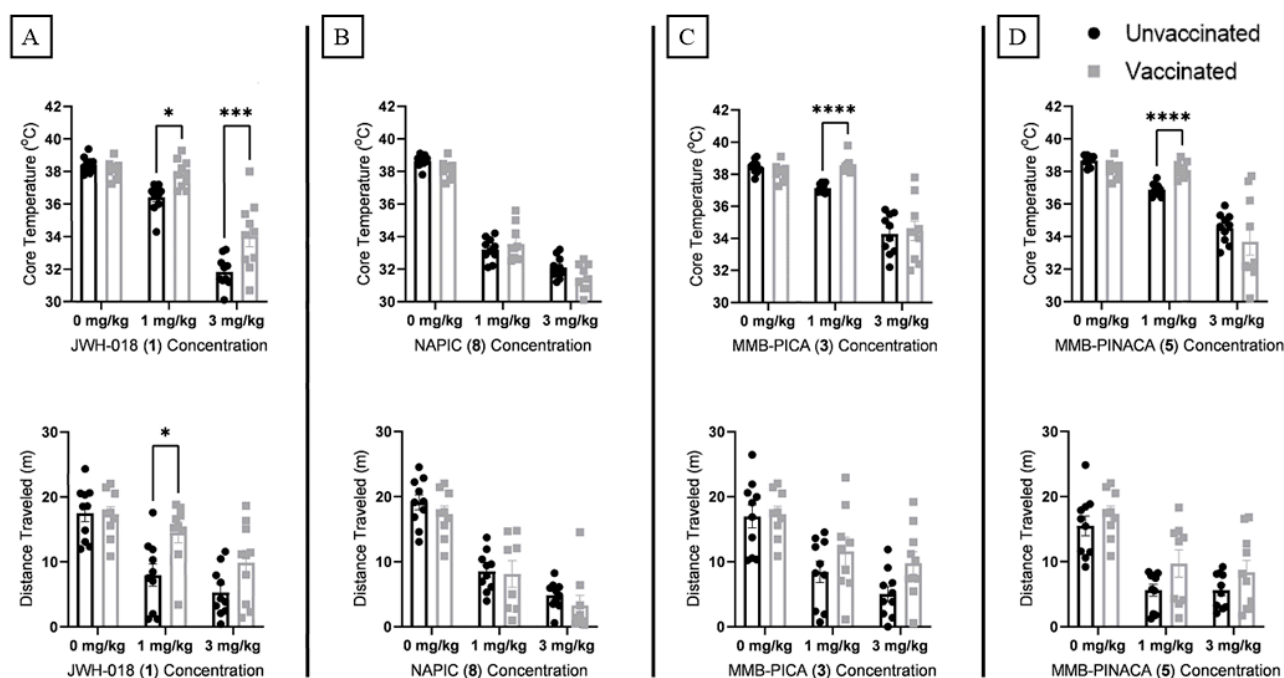 A
B
C
D
Unvaccinated
Vaccinated
Core Temperature (°C)
42
40
38
36
34
32
30
*
***
0 mg/kg 1 mg/kg 3 mg/kg
JWH-018 (1) Concentration
Core Temperature (°C)
42
40
38
36
34
32
30
0 mg/kg 1 mg/kg 3 mg/kg
NAPIC (8) Concentration
Core Temperature (°C)
42
40
38
36
34
32
30
****
0 mg/kg 1 mg/kg 3 mg/kg
MMB-PICA (3) Concentration
Core Temperature (°C)
42
40
38
36
34
32
30
****
0 mg/kg 1 mg/kg 3 mg/kg
MMB-PINACA (5) Concentration
Distance Traveled (m)
30
20
10
0
*
0 mg/kg 1 mg/kg 3 mg/kg
JWH-018 (1) Concentration
Distance Traveled (m)
30
20
10
0
0 mg/kg 1 mg/kg 3 mg/kg
NAPIC (8) Concentration
Distance Traveled (m)
30
20
10
0
0 mg/kg 1 mg/kg 3 mg/kg
MMB-PICA (3) Concentration
Distance Traveled (m)
30
20
10
0
0 mg/kg 1 mg/kg 3 mg/kg
MMB-PINACA (5) Concentration